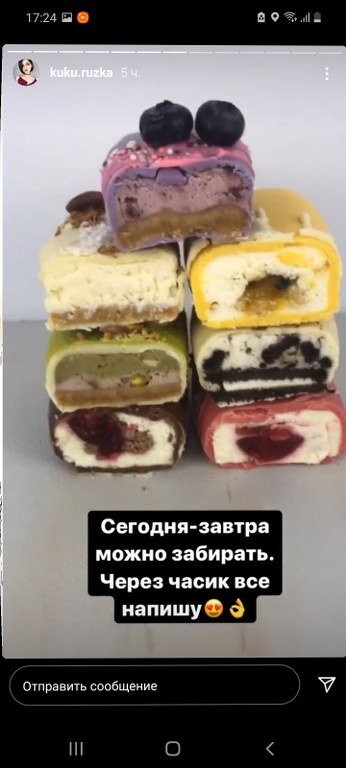 17:24
kuku.ruzka 5 ч.
Сегодня-завтра
можно забирать.
Через часик все
напишу😍👌
Отправить сообщение